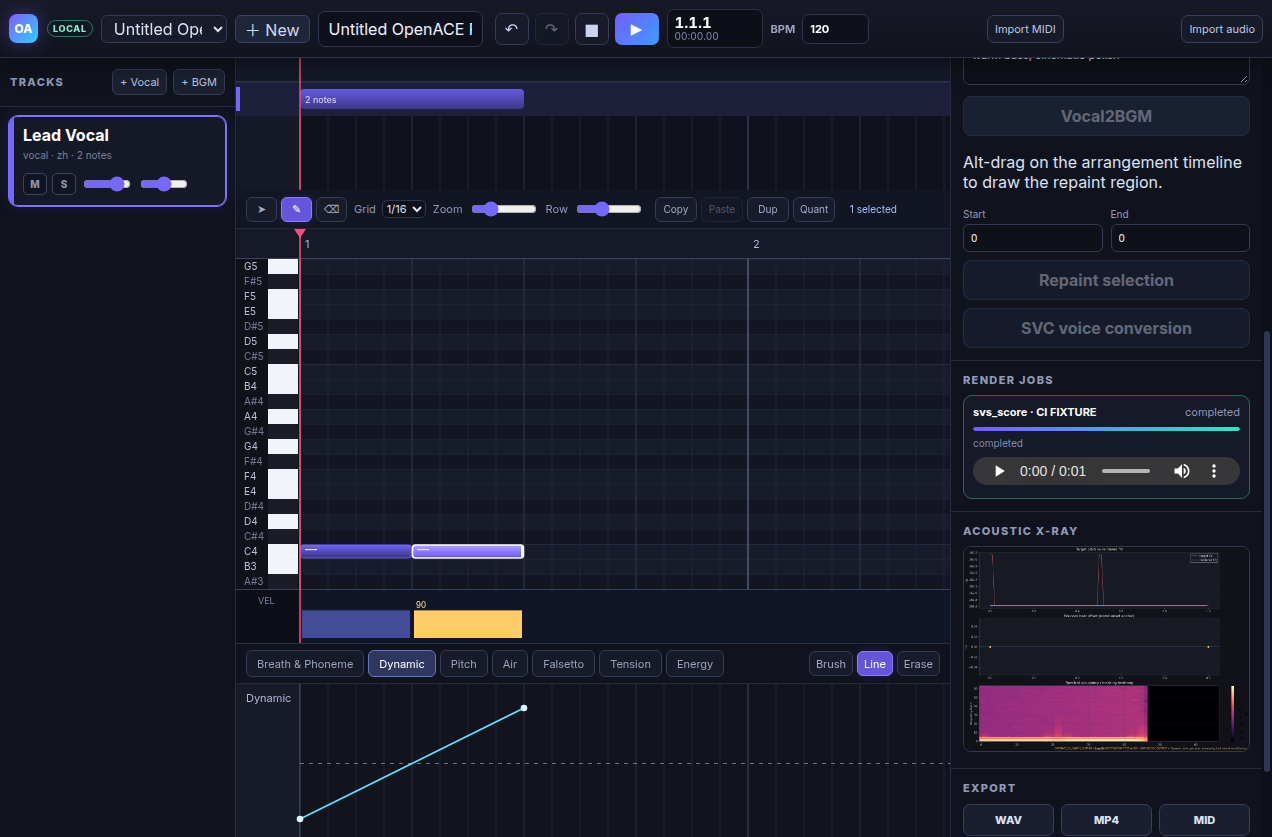 OA
LOCAL
Untitled Ope
+ New
Untitled OpenACE
1.1.1
00:00.00
BPM
120
Import MIDI
Import audio
TRACKS
+ Vocal
+ BGM
Lead Vocal
vocal · zh · 2 notes
M
S
2 notes
Grid
1/16
Zoom
Row
Copy
Paste
Dup
Quant
1 selected
1
2
G5
F#5
F5
E5
D#5
D5
C#5
C5
B4
A#4
A4
G#4
G4
F#4
F4
E4
D#4
D4
C#4
C4
B3
A#3
VEL
90
Breath & Phoneme
Dynamic
Pitch
Air
Falsetto
Tension
Energy
Brush
Line
Erase
Dynamic
Vocal2BGM
Alt-drag on the arrangement timeline
to draw the repaint region.
Start
End
0
0
Repaint selection
SVC voice conversion
RENDER JOBS
svs_score · CI FIXTURE
completed
completed
0:00 / 0:01
ACOUSTIC X-RAY
EXPORT
WAV
MP4
MID